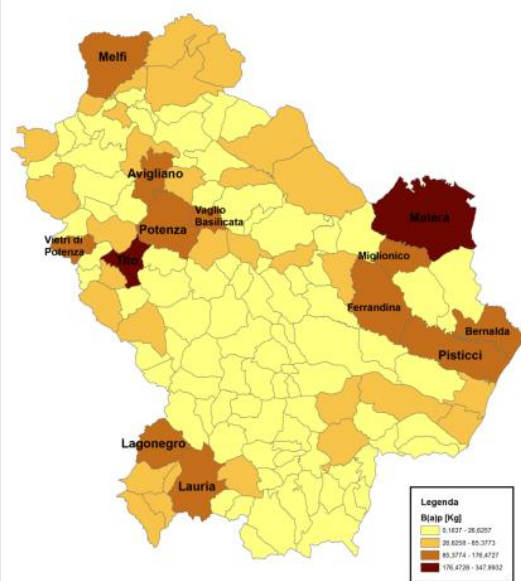 Melfi
Avigliano
Vaglio
Basilicata
Potenza
Vietri di
Potenza
Tito
Matera
Miglionico
Ferrandina
Bernalda
Pisticci
Lagonegro
Lauria
Legenda
B(a)p [Kg]
0,1637 - 26,6257
26,6258 - 85,3773
85,3774 - 176,4727
176,4728 - 347,9932